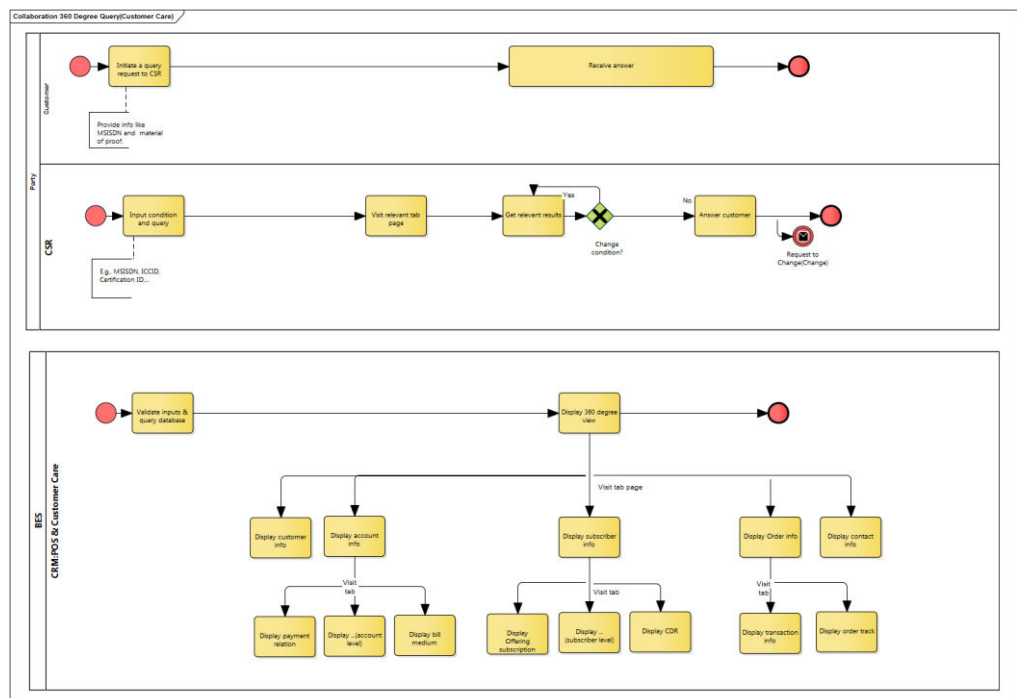 Collaboration 360 Degree Query(Customer Care)
Party
Customer
Initiate a query
request to CSR
Receive answer
Provide info like
MSISDN and material
of proof.
CSR
Input condition
and query
Visit relevant tab
page
Get relevant results
Yes
Change
condition?
No
Answer customer
Request to
Change(Change)
E.g., MSISDN, ICCID,
Certification ID...
BES
CRM:POS & Customer Care
Validate inputs &
query database
Display 360 degree
view
Visit tab page
Display customer
info
Display account
info
Display subscriber
info
Display Order info
Display contact
info
Visit
tab
Visit tab
Visit
tab
Display payment
relation
Display ...(account
level)
Display bill
medium
Display
Offering
subscription
Display ...
(subscriber level)
Display CDR
Display transaction
info
Display order track